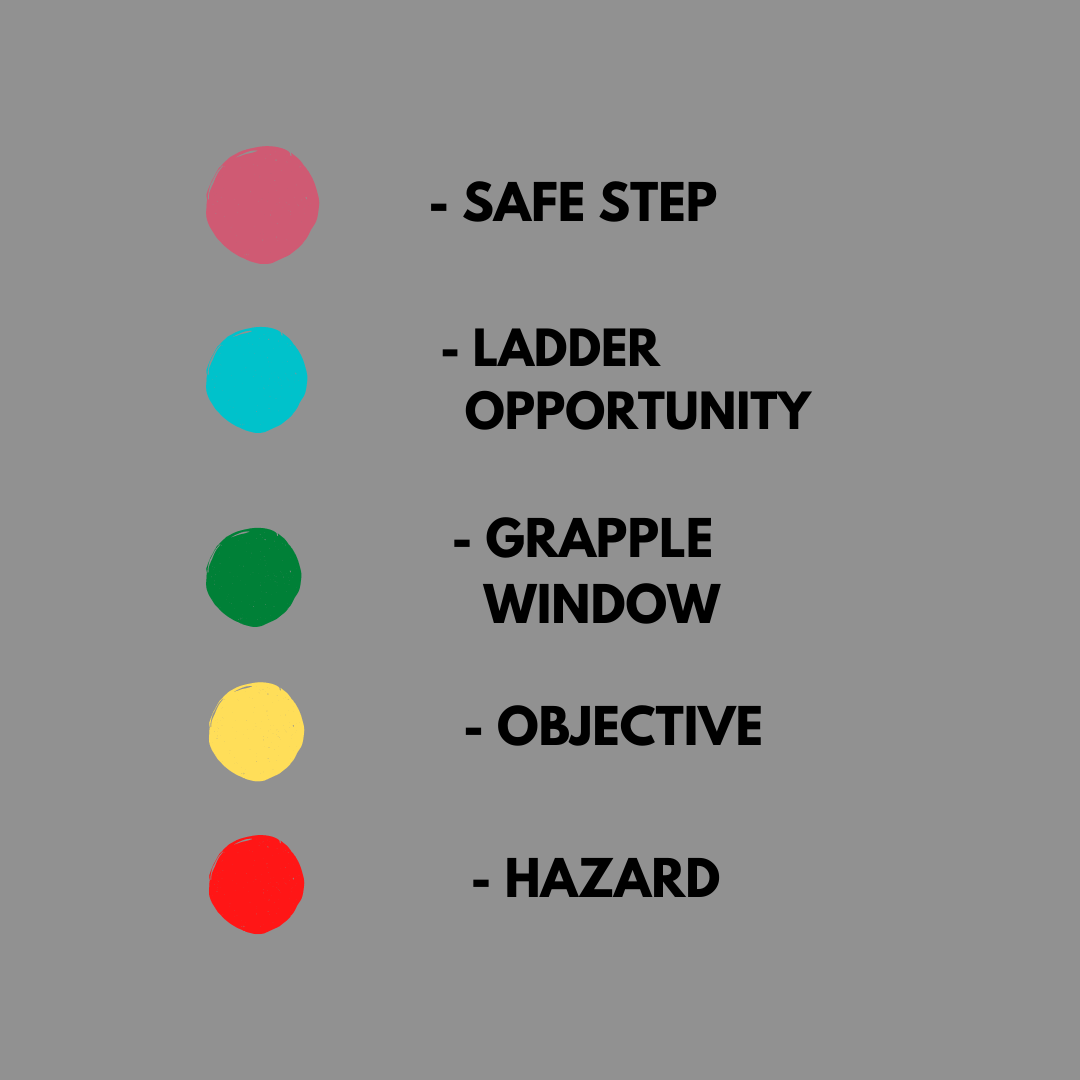 - SAFE STEP
- LADDER
OPPORTUNITY
- GRAPPLE
WINDOW
- OBJECTIVE
- HAZARD